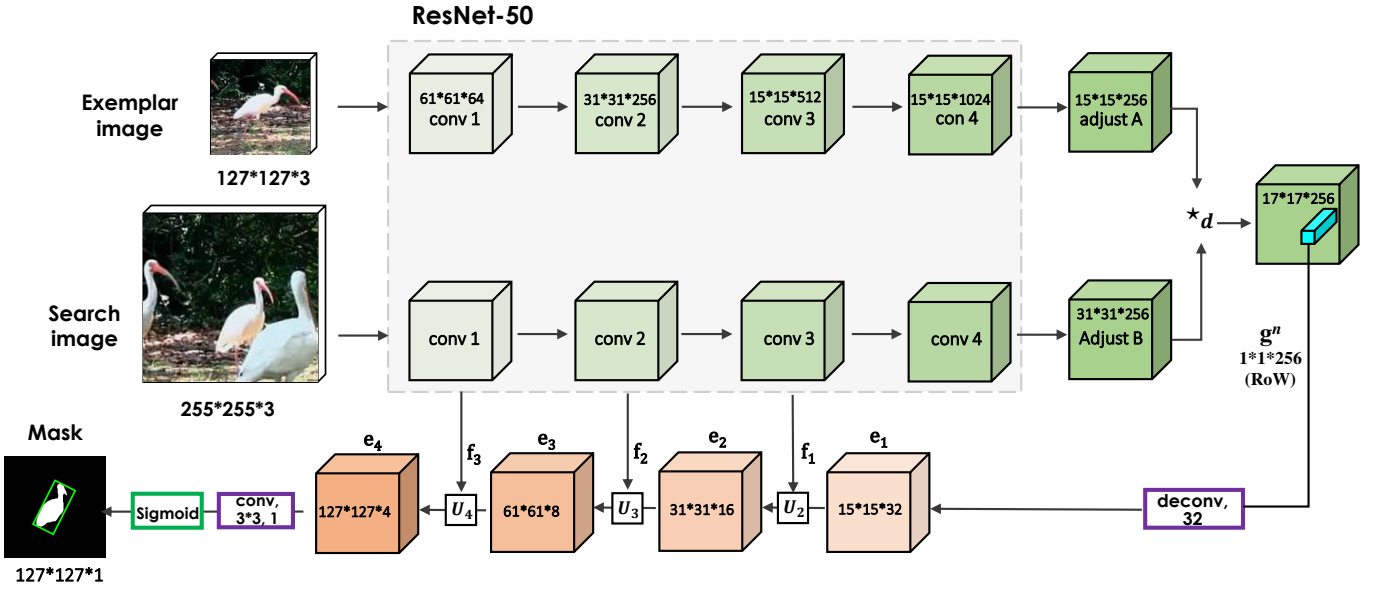 ResNet-50
Exemplar
image
127*127*3
61*61*64
conv 1
31*31*256
conv 2
15*15*512
conv 3
15*15*1024
con 4
15*15*256
adjust A
⋆d
17*17*256
Search
image
255*255*3
conv 1
conv 2
conv 3
conv 4
31*31*256
Adjust B
gⁿ
1*1*256
(RoW)
Mask
127*127*1
Sigmoid
conv,
3*3, 1
e₄
127*127*4
f₃
U₄
e₃
61*61*8
f₂
U₃
e₂
31*31*16
f₁
U₂
e₁
15*15*32
deconv,
32